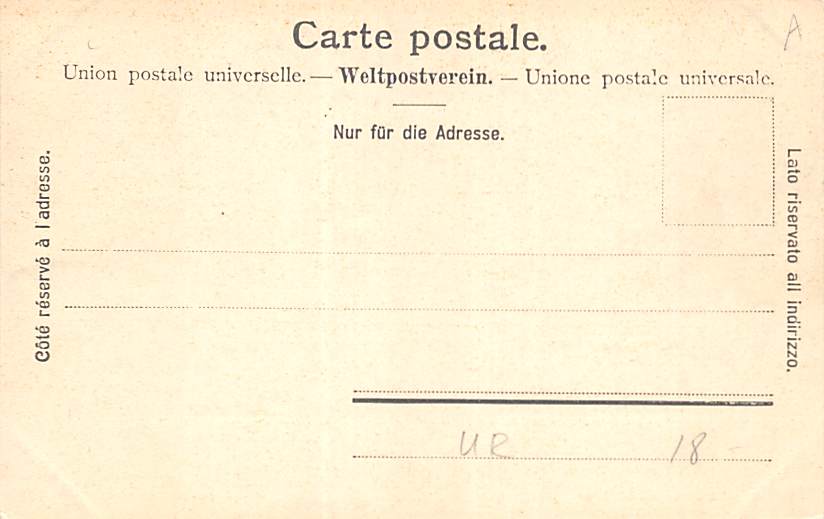 Carte postale.
Union postale universelle. — Weltpostverein. — Unione postale universale.
Nur für die Adresse.
Côté réservé à l'adresse.
Lato riservato all indirizzo.
A
UR 18 -